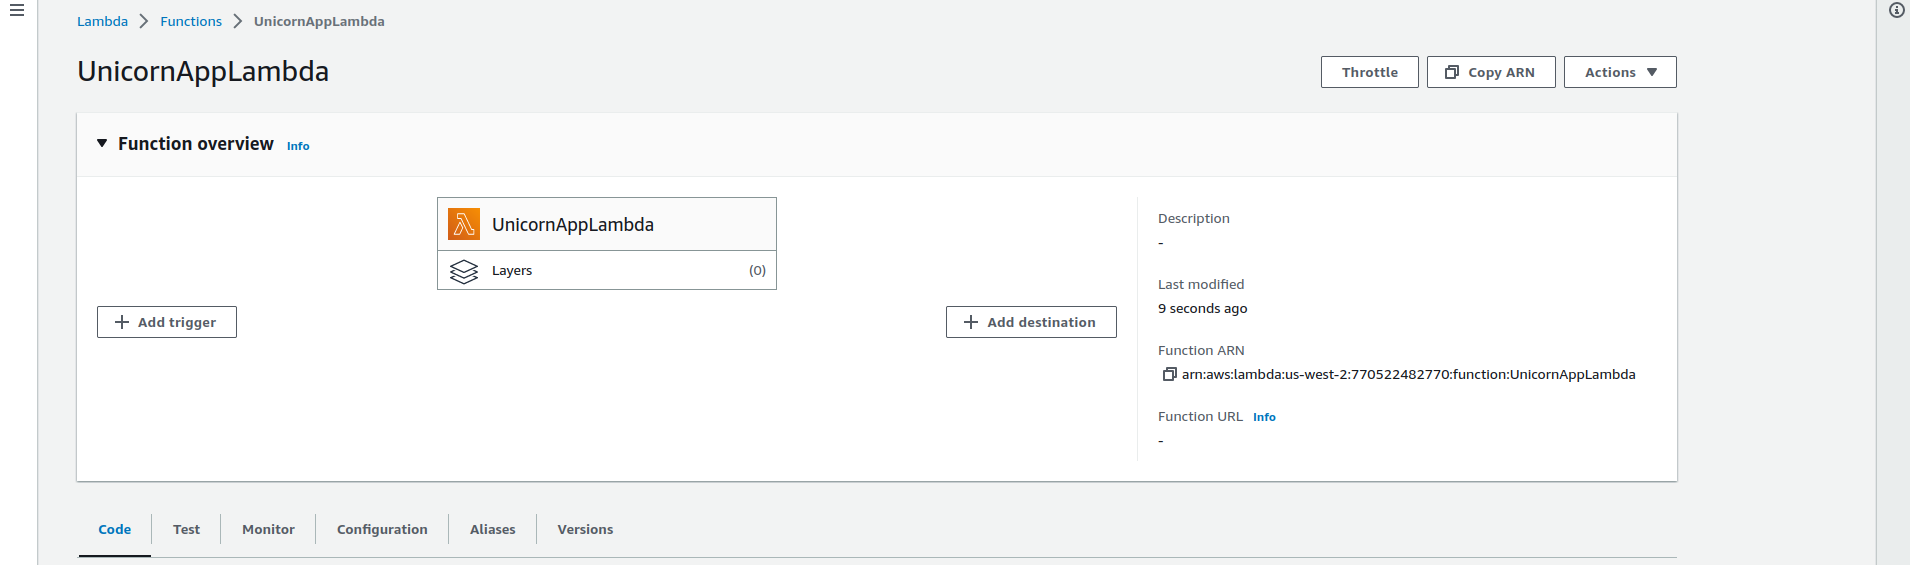 Lambda > Functions > UnicornAppLambda
UnicornAppLambda
Throttle
Copy ARN
Actions
Function overview Info
UnicornAppLambda
Layers (0)
Add trigger
Add destination
Description
-
Last modified
9 seconds ago
Function ARN
arn:aws:lambda:us-west-2:770522482770:function:UnicornAppLambda
Function URL Info
-
Code
Test
Monitor
Configuration
Aliases
Versions